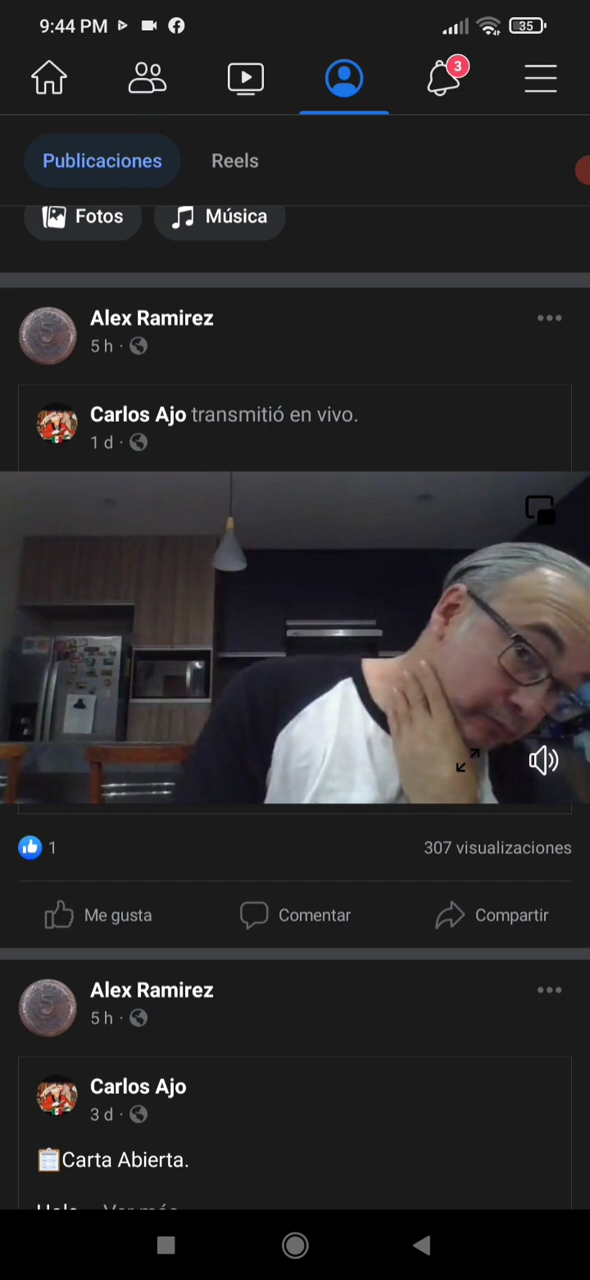 9:44 PM
35
3
Publicaciones Reels
Fotos Música
Alex Ramirez
5 h ·
Carlos Ajo transmitió en vivo.
1 d ·
1 307 visualizaciones
Me gusta Comentar Compartir
Alex Ramirez
5 h ·
Carlos Ajo
3 d ·
Carta Abierta.